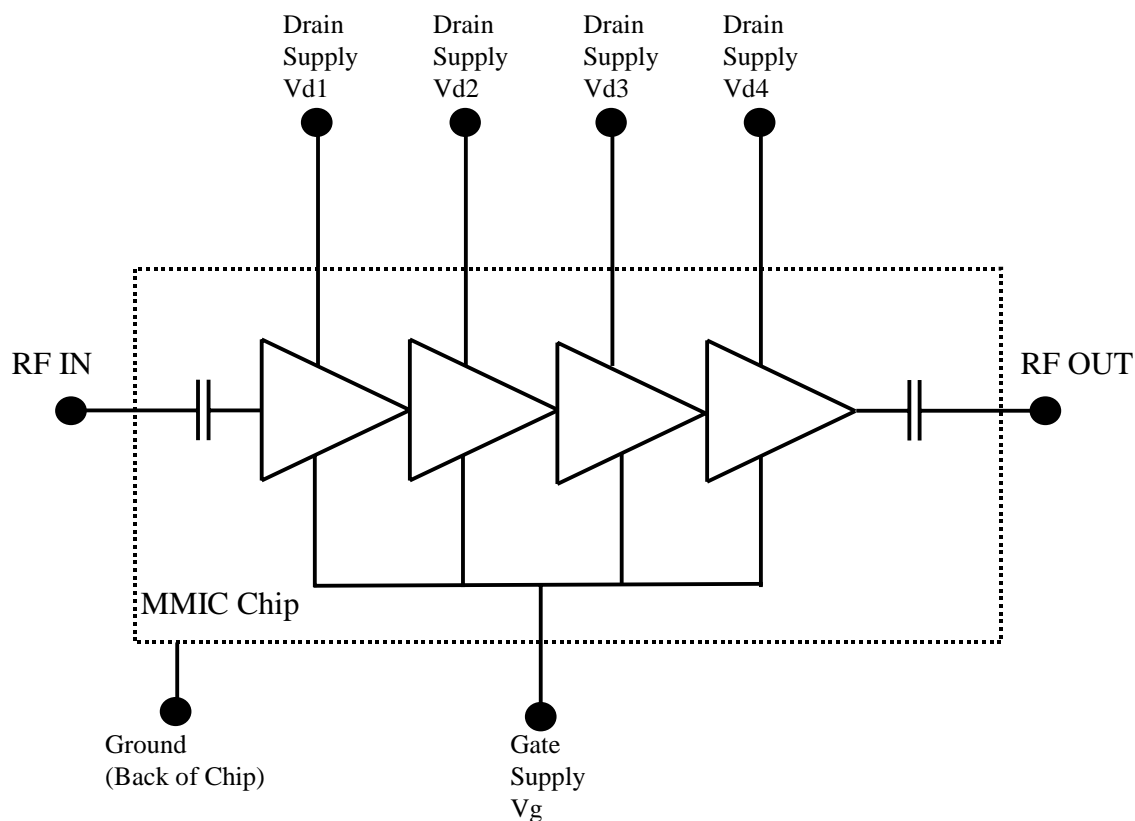 Drain
Supply
Vd1
Drain
Supply
Vd2
Drain
Supply
Vd3
Drain
Supply
Vd4
RF IN
RF OUT
MMIC Chip
Ground
(Back of Chip)
Gate
Supply
Vg